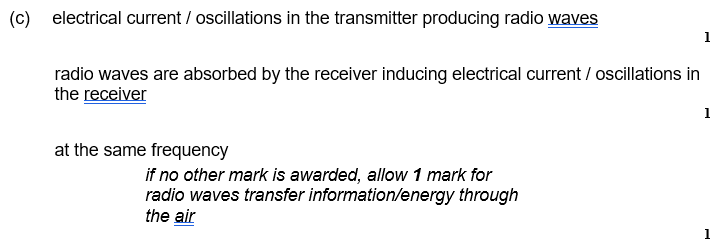 (c) electrical current / oscillations in the transmitter producing radio waves
1
radio waves are absorbed by the receiver inducing electrical current / oscillations in
the receiver
1
at the same frequency
if no other mark is awarded, allow 1 mark for
radio waves transfer information/energy through
the air
1